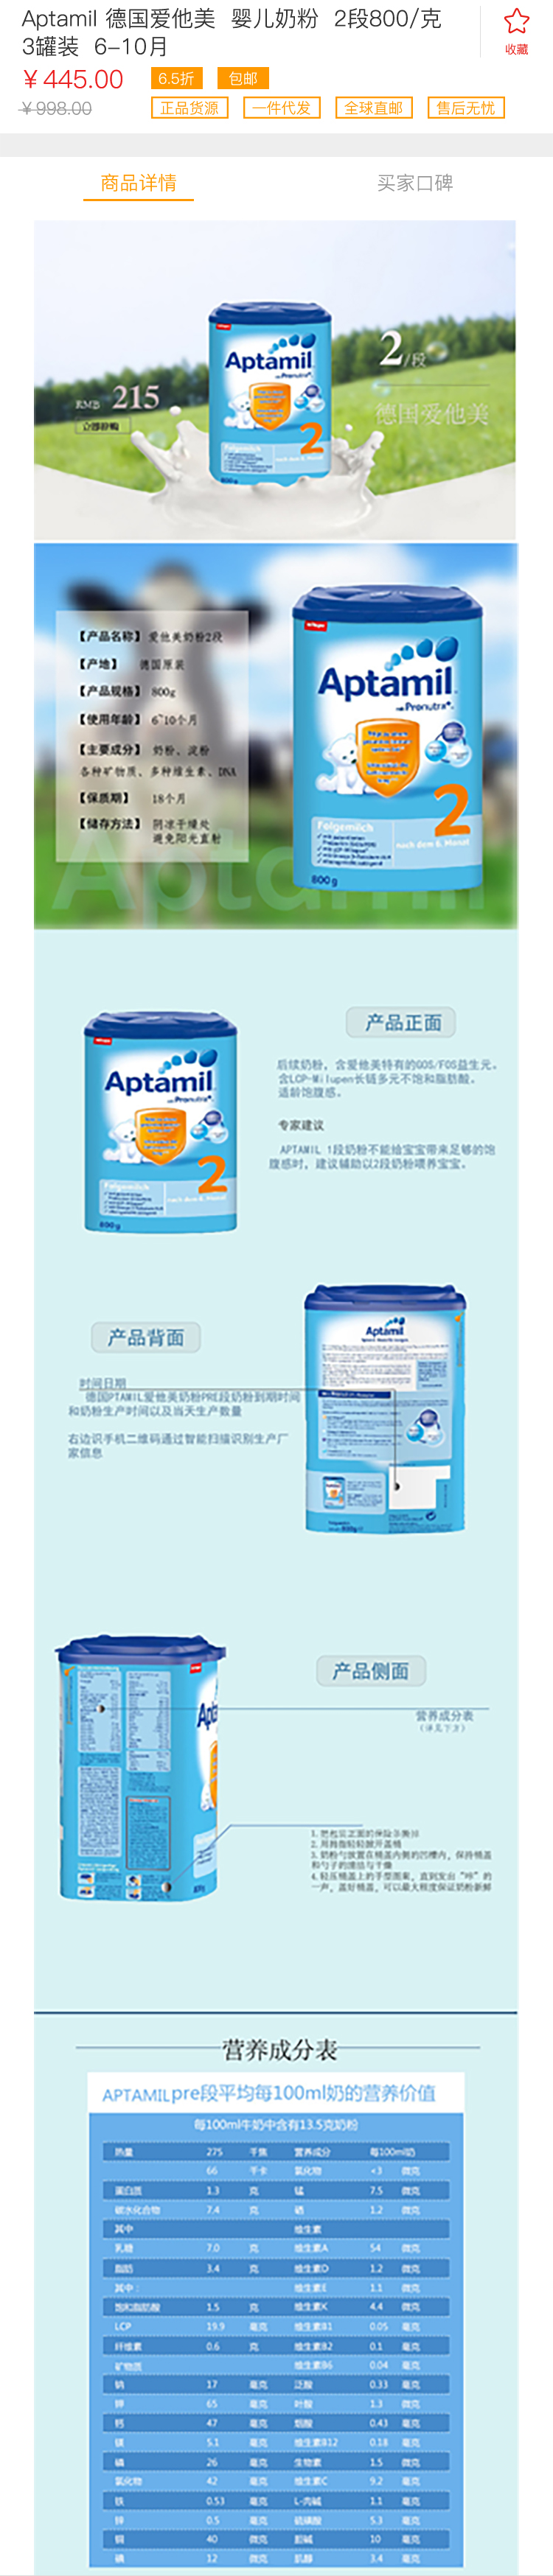 Aptamil 德国爱他美 婴儿奶粉 2段800/克
3罐装 6-10月
收藏
￥445.00 6.5折 包邮
￥998.00 正品货源 一件代发 全球直邮 售后无忧
商品详情 买家口碑
Aptamil
Pronutra
2
Folgemilch
nach dem 6. Monat
800g
RMB 215
2/段
德国爱他美
【产品名称】 爱他美奶粉2段
【产地】 德国原装
【产品规格】 800g
【使用年龄】 6~10个月
【主要成分】 奶粉、淀粉
各种矿物质、多种维生素、DNA
【保质期】 18个月
【储存方法】 阴凉干燥处
避免阳光直射
Aptamil
Pronutra+
2
Folgemilch
nach dem 6. Monat
800g
Aptamil
产品正面
后续奶粉，含爱他美特有的GOS/FOS益生元。
含LCP-Milupen长链多元不饱和脂肪酸。
适龄饱腹感。
专家建议
APTAMIL 1段奶粉不能给宝宝带来足够的饱
腹感时，建议辅助以2段奶粉喂养宝宝。
Aptamil
Pronutra+
2
Folgemilch
nach dem 6. Monat
800g
产品背面
时间日期
德国PTAMIL爱他美奶粉PRE段奶粉到期时间
和奶粉生产时间以及当天生产数量
右边识手机二维码通过智能扫描识别生产厂
家信息
Aptamil
产品侧面
营养成分表
（详见下方）
1.把包装正面的保险条撕掉
2.用拇指轻轻掀开盖桶
3.奶粉勺放置在桶盖内侧的凹槽内，保持桶盖
和勺子的清洁与干燥
4.轻压桶盖上的手型图案，直到发出“咔”的
一声，盖好桶盖，可以最大程度保证奶粉新鲜
营养成分表
APTAMIL pre段平均每100ml奶的营养价值
每100ml牛奶中含有13.5克奶粉
热量 275 千焦 营养成分 每100ml奶
66 千卡 氟化物 <3 微克
蛋白质 1.3 克 锰 7.5 微克
碳水化合物 7.4 克 硒 1.2 微克
其中 维生素
乳糖 7.0 克 维生素A 54 微克
脂肪 3.4 克 维生素D 1.2 微克
其中： 维生素E 1.1 微克
饱和脂肪酸 1.5 克 维生素K 4.4 微克
LCP 19.9 毫克 维生素B1 0.05 毫克
纤维素 0.6 克 维生素B2 0.1 毫克
矿物质 维生素B6 0.04 毫克
钠 17 毫克 泛酸 0.33 毫克
钾 65 毫克 叶酸 1.3 微克
钙 47 毫克 烟酸 0.43 毫克
镁 5.1 毫克 维生素B12 0.18 毫克
磷 26 毫克 生物素 1.5 微克
氯化物 42 毫克 维生素C 9.2 毫克
铁 0.53 毫克 L-肉碱 1.1 毫克
锌 0.5 毫克 硫磺酸 5.3 毫克
铜 40 微克 胆碱 10 毫克
碘 12 微克 肌醇 3.4 毫克